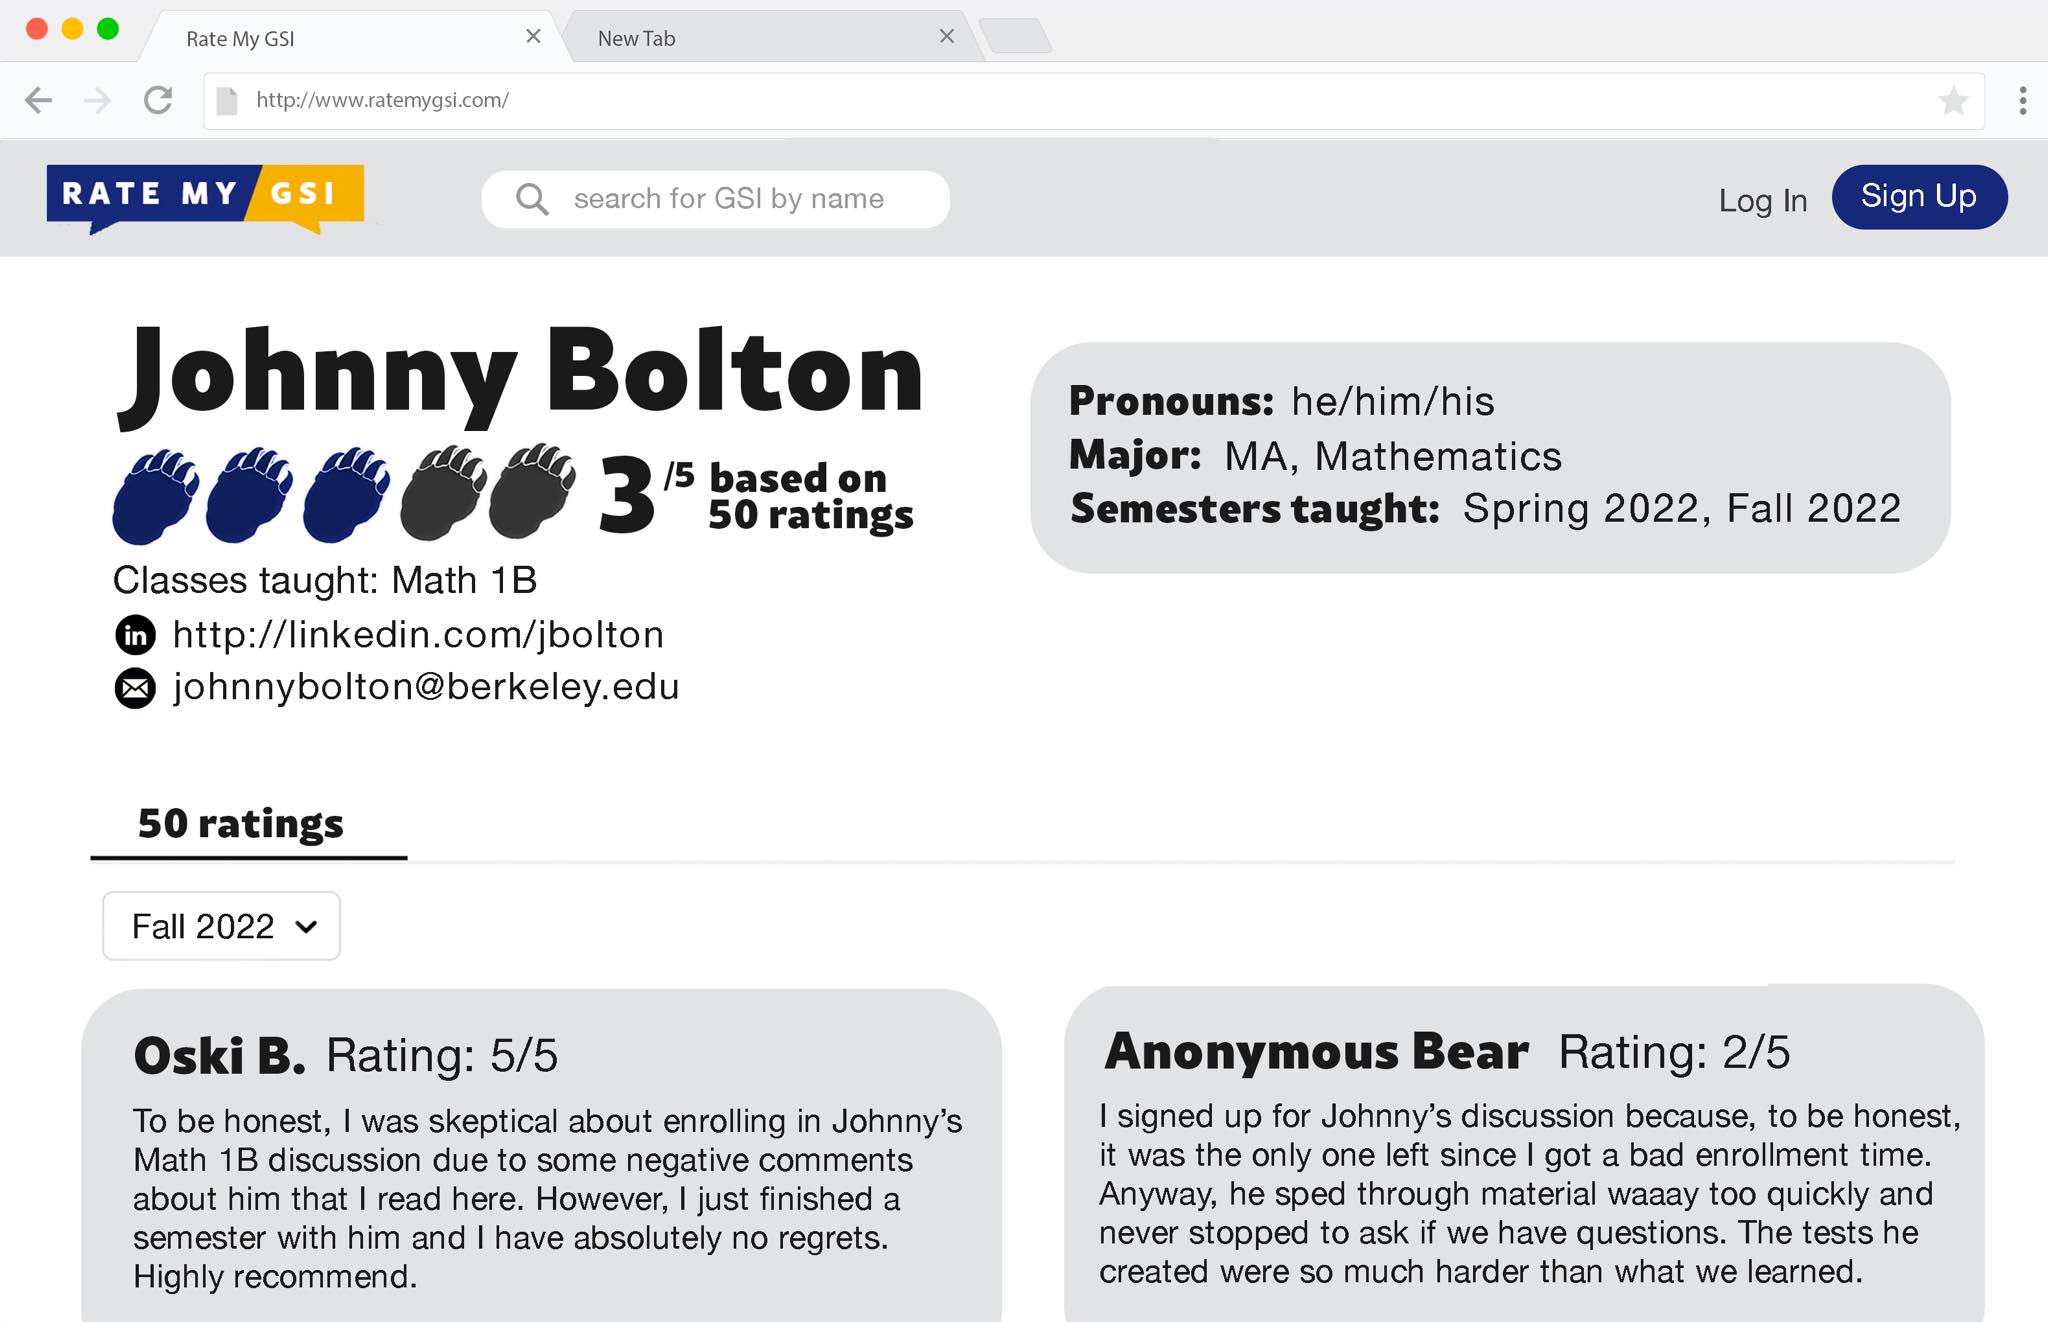 Rate My GSI
New Tab
http://www.ratemygsi.com/
RATE MY GSI
search for GSI by name
Log In
Sign Up
Johnny Bolton
3 /5 based on
50 ratings
Classes taught: Math 1B
in http://linkedin.com/jbolton
johnnybolton@berkeley.edu
Pronouns: he/him/his
Major: MA, Mathematics
Semesters taught: Spring 2022, Fall 2022
50 ratings
Fall 2022
Oski B. Rating: 5/5
To be honest, I was skeptical about enrolling in Johnny’s
Math 1B discussion due to some negative comments
about him that I read here. However, I just finished a
semester with him and I have absolutely no regrets.
Highly recommend.
Anonymous Bear Rating: 2/5
I signed up for Johnny’s discussion because, to be honest,
it was the only one left since I got a bad enrollment time.
Anyway, he sped through material waaay too quickly and
never stopped to ask if we have questions. The tests he
created were so much harder than what we learned.